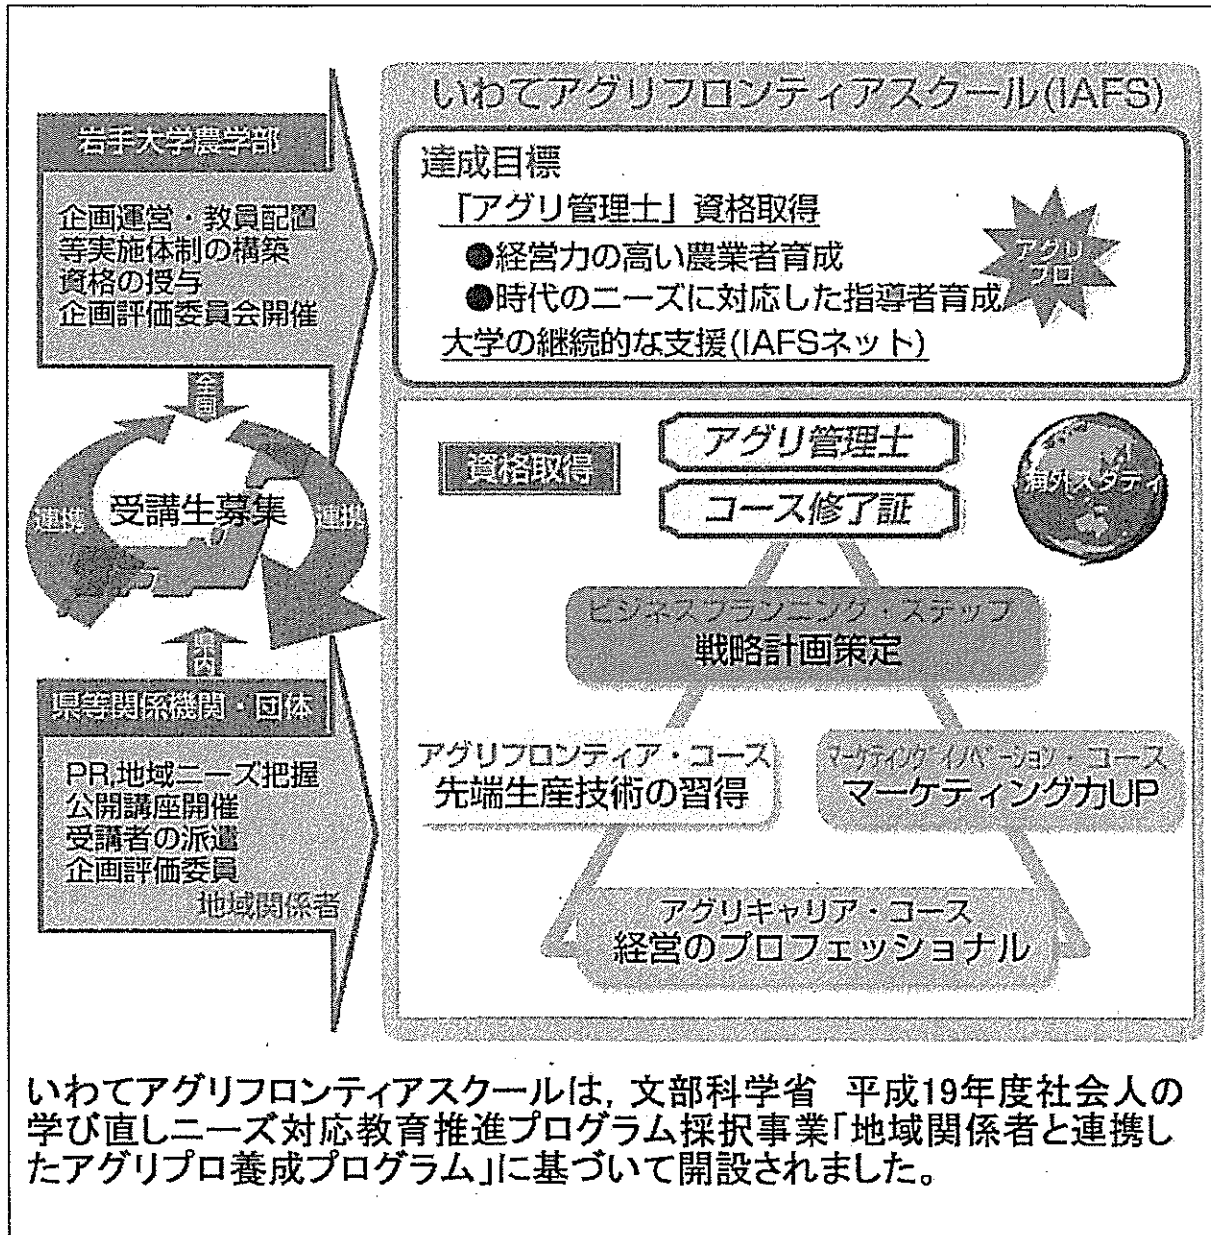 いわてアグリフロンティアスクール(IAFS)
岩手大学農学部
企画運営・教員配置
等実施体制の構築
資格の授与
企画評価委員会開催
達成目標
「アグリ管理士」資格取得
●経営力の高い農業者育成
●時代のニーズに対応した指導者育成
大学の継続的な支援(IAFSネット)
アグリ
プロ
全国
連携
受講生募集
連携
県内
資格取得
アグリ管理士
コース修了証
海外スタディ
ビジネスプランニング・ステップ
戦略計画策定
アグリフロンティア・コース
先端生産技術の習得
マーケティングイノベーション・コース
マーケティング力UP
アグリキャリア・コース
経営のプロフェッショナル
県等関係機関・団体
PR,地域ニーズ把握
公開講座開催
受講者の派遣
企画評価委員
地域関係者
いわてアグリフロンティアスクールは,文部科学省　平成19年度社会人の
学び直しニーズ対応教育推進プログラム採択事業「地域関係者と連携し
たアグリプロ養成プログラム」に基づいて開設されました。